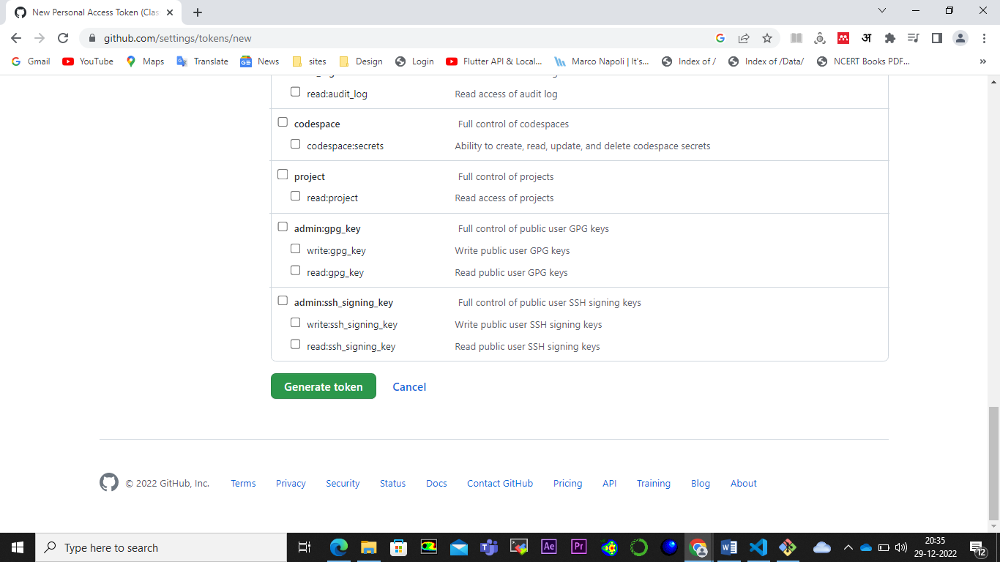 New Personal Access Token (Clas
github.com/settings/tokens/new
अ
Gmail YouTube Maps Translate News sites Design Login Flutter API & Local... Marco Napoli | It's... Index of / Index of /Data/ NCERT Books PDF... »
read:audit_log Read access of audit log
codespace Full control of codespaces
codespace:secrets Ability to create, read, update, and delete codespace secrets
project Full control of projects
read:project Read access of projects
admin:gpg_key Full control of public user GPG keys
write:gpg_key Write public user GPG keys
read:gpg_key Read public user GPG keys
admin:ssh_signing_key Full control of public user SSH signing keys
write:ssh_signing_key Write public user SSH signing keys
read:ssh_signing_key Read public user SSH signing keys
Generate token Cancel
© 2022 GitHub, Inc. Terms Privacy Security Status Docs Contact GitHub Pricing API Training Blog About
Type here to search Ae Pr 20:35
29-12-2022 12